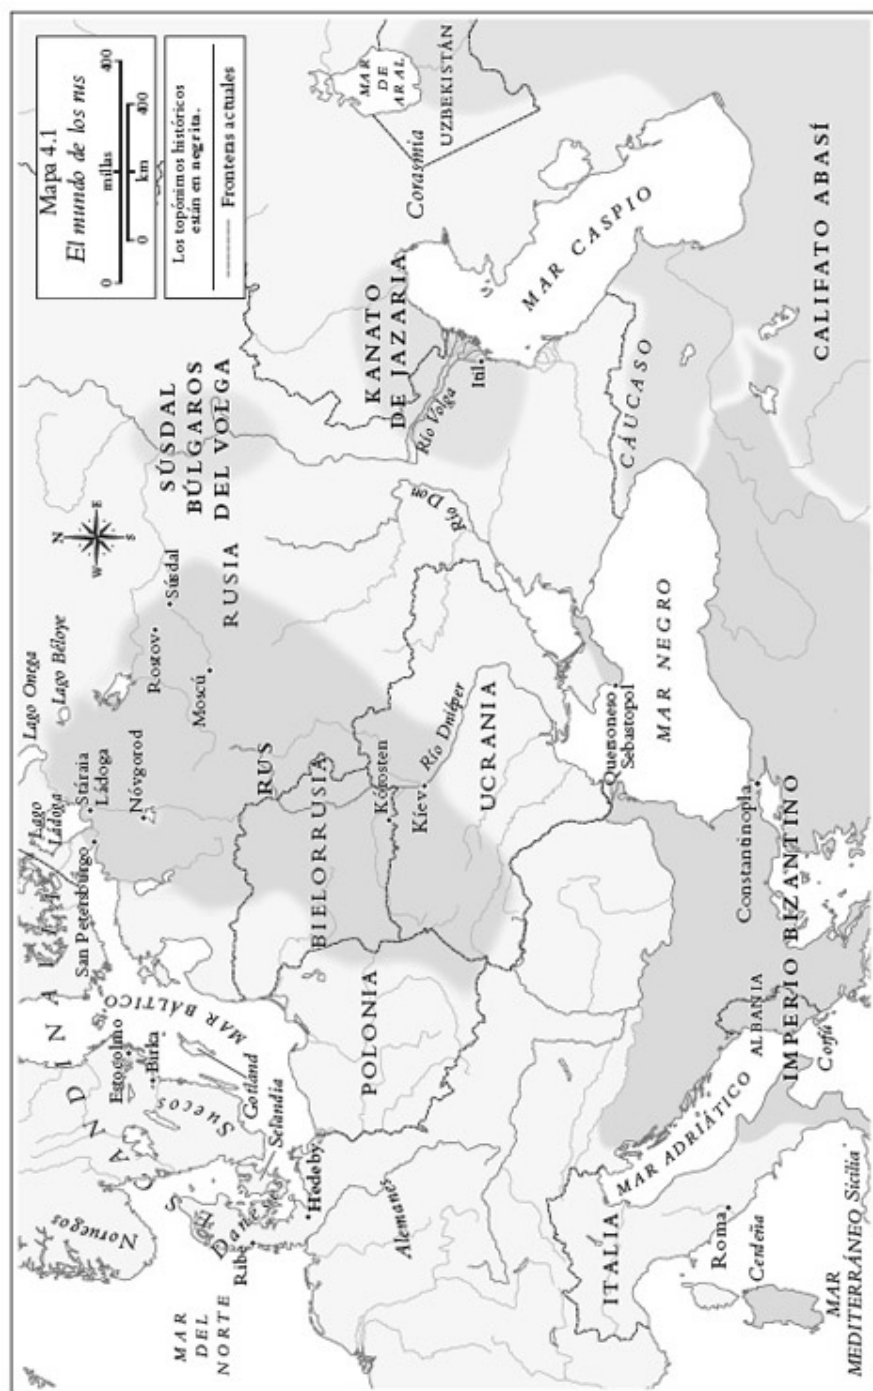 Mapa 4.1
El mundo de los rus
0 millas 400
0 km 400
Los topónimos históricos
están en negrita.
Fronteras actuales
N
W
E
S
ESCANDINAVIA
Noruegos
Suecos
Daneses
Alemanes
MAR
DEL
NORTE
MAR BÁLTICO
Estocolmo
Birka
Gotland
Selandia
Ribe
Hedeby
Lago Onega
Lago Béloye
Lago
Ládoga
San Petersburgo
Stáraia
Ládoga
Nóvgorod
Rostov
Súsdal
Moscú
RUSIA
SÚSDAL
BÚLGAROS
DEL VOLGA
RUS
BIELORRUSIA
POLONIA
Kórosten
Kíev
Río Dniéper
UCRANIA
Río Don
KANATO
DE JAZARIA
Río Volga
Itil
MAR
DE
ARAL
UZBEKISTÁN
Corasmia
MAR CASPIO
CÁUCASO
CALIFATO ABASÍ
Quersoneso
Sebastopol
MAR NEGRO
Constantinopla
IMPERIO BIZANTINO
ALBANIA
Corfú
MAR ADRIÁTICO
ITALIA
Roma
Cerdeña
MAR
MEDITERRÁNEO
Sicilia